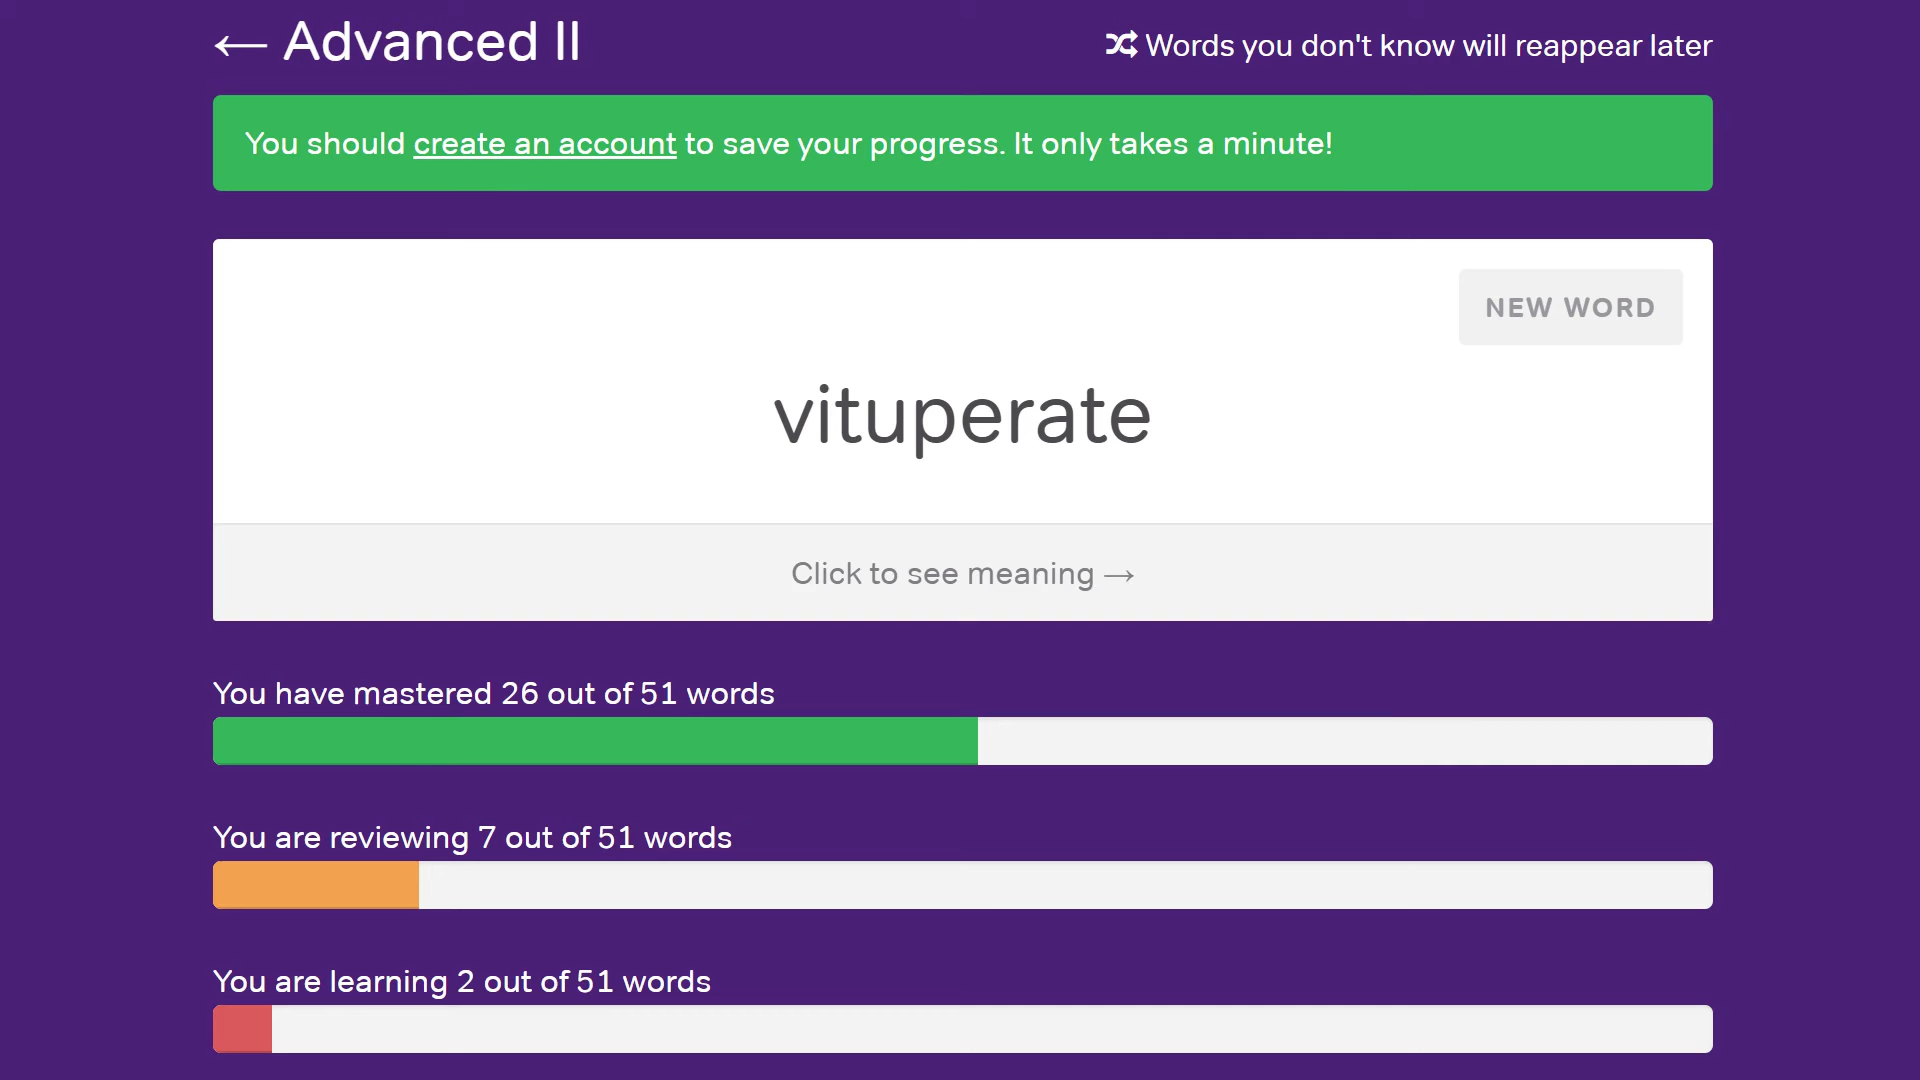 ← Advanced II
Words you don't know will reappear later
You should create an account to save your progress. It only takes a minute!
NEW WORD
vituperate
Click to see meaning →
You have mastered 26 out of 51 words
You are reviewing 7 out of 51 words
You are learning 2 out of 51 words